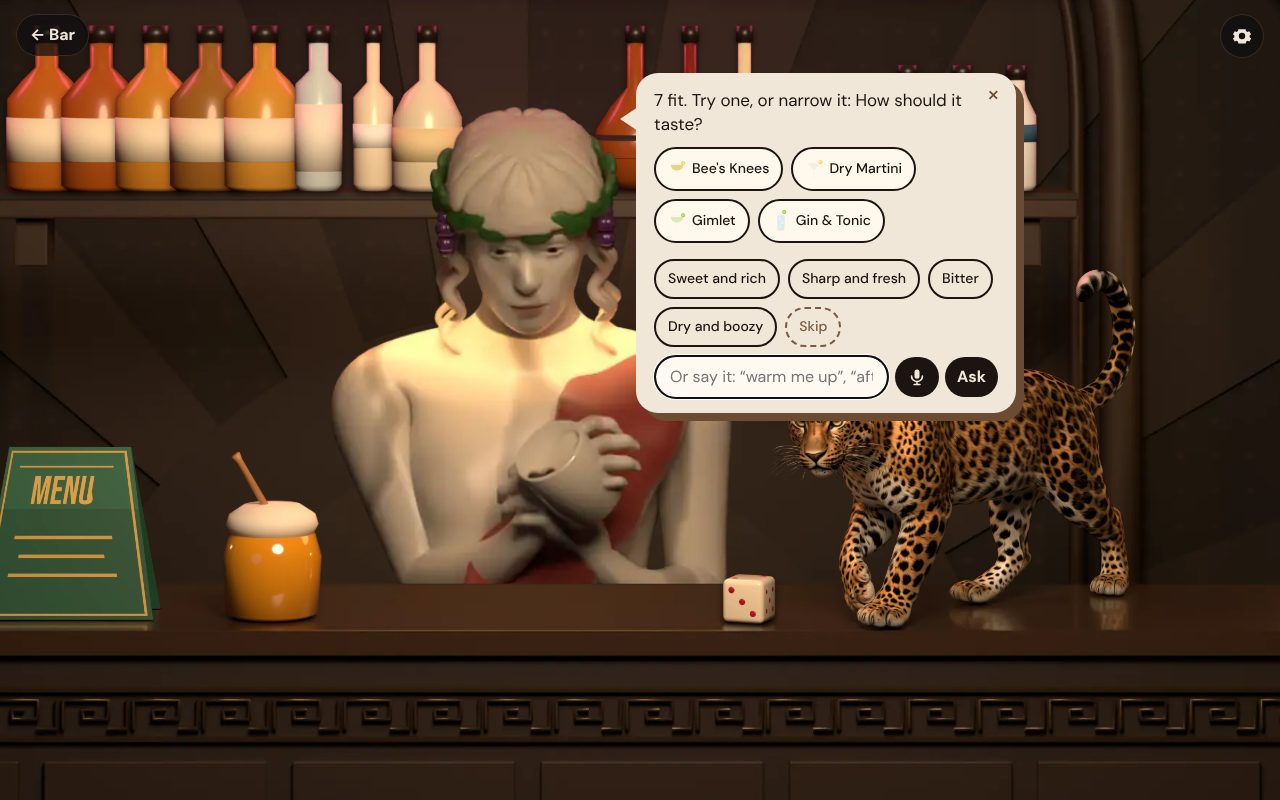 ← Bar
7 fit. Try one, or narrow it: How should it
taste?
×
Bee's Knees
Dry Martini
Gimlet
Gin & Tonic
Sweet and rich
Sharp and fresh
Bitter
Dry and boozy
Skip
Or say it: “warm me up”, “aft
Ask
MENU